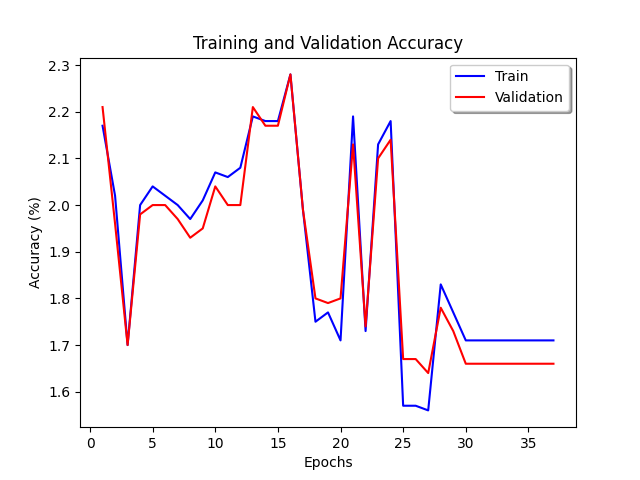 Training and Validation Accuracy
2.3
2.2
2.1
2.0
1.9
1.8
1.7
1.6
Accuracy (%)
Train
Validation
0 5 10 15 20 25 30 35
Epochs